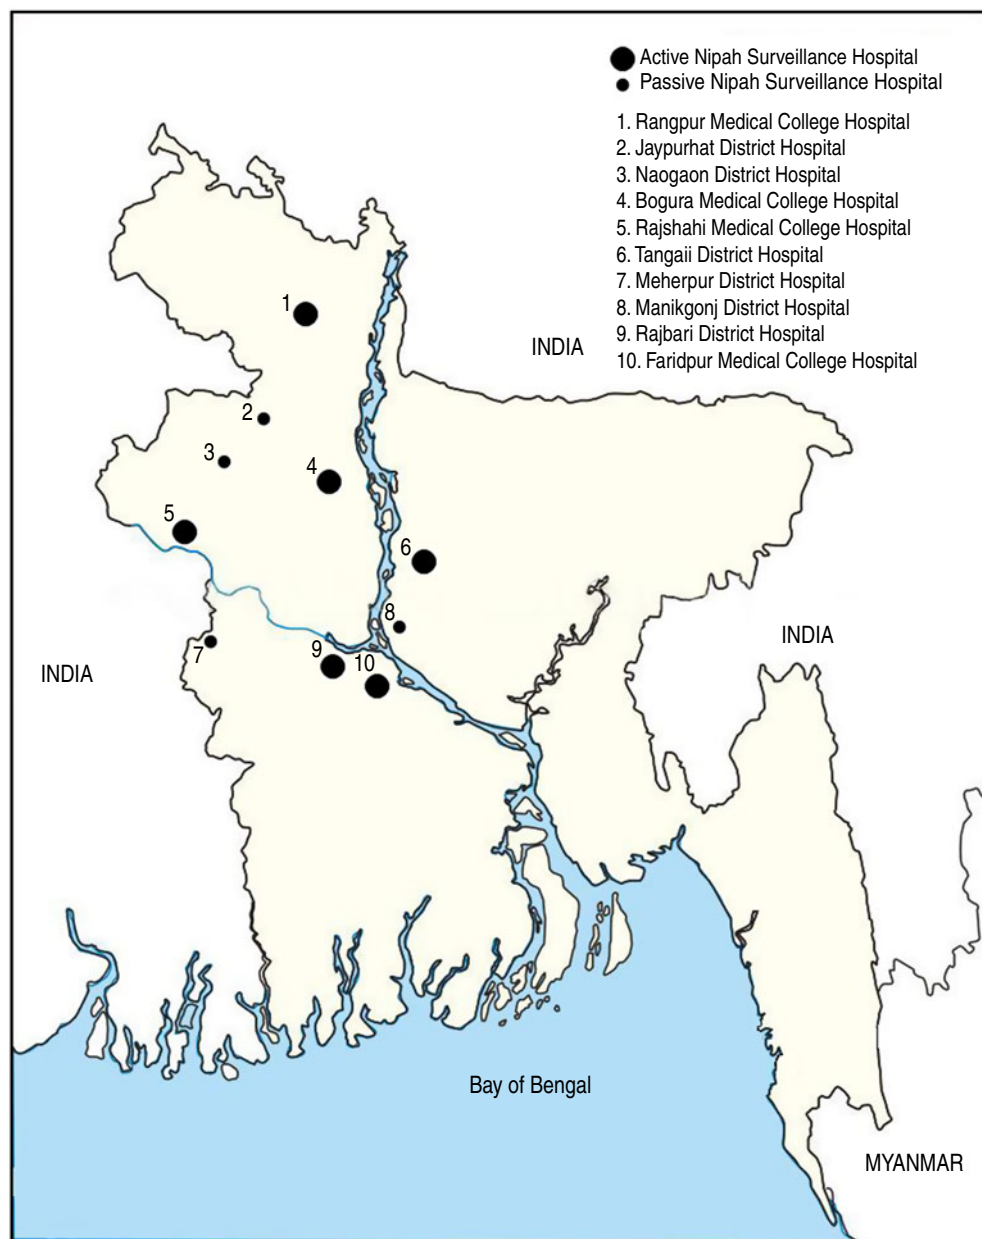 Active Nipah Surveillance Hospital
Passive Nipah Surveillance Hospital
1. Rangpur Medical College Hospital
2. Jaypurhat District Hospital
3. Naogaon District Hospital
4. Bogura Medical College Hospital
5. Rajshahi Medical College Hospital
6. Tangaii District Hospital
7. Meherpur District Hospital
8. Manikgonj District Hospital
9. Rajbari District Hospital
10. Faridpur Medical College Hospital
1
INDIA
2
3
4
5
6
8
INDIA
7
9
10
INDIA
Bay of Bengal
MYANMAR